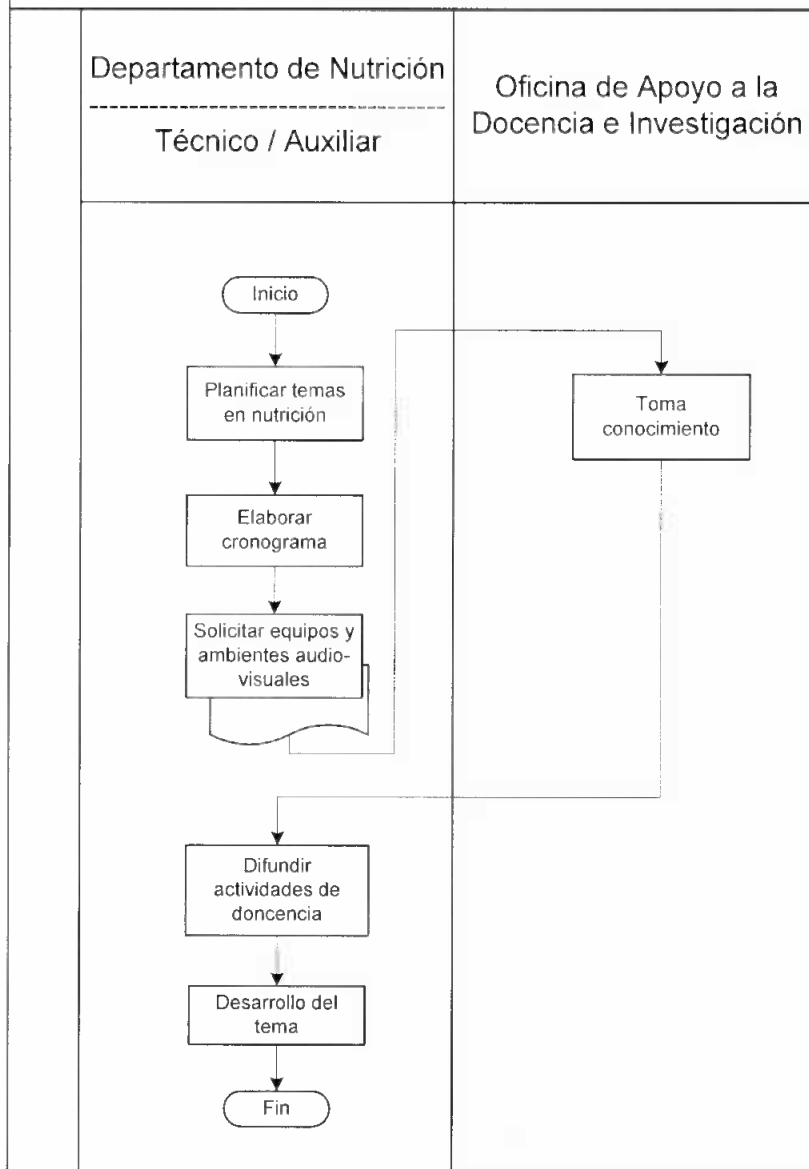 Departamento de Nutrición
Técnico / Auxiliar
Oficina de Apoyo a la
Docencia e Investigación
Inicio
Planificar temas
en nutrición
Toma
conocimiento
Elaborar
cronograma
Solicitar equipos y
ambientes audio-
visuales
Difundir
actividades de
doncencia
Desarrollo del
tema
Fin